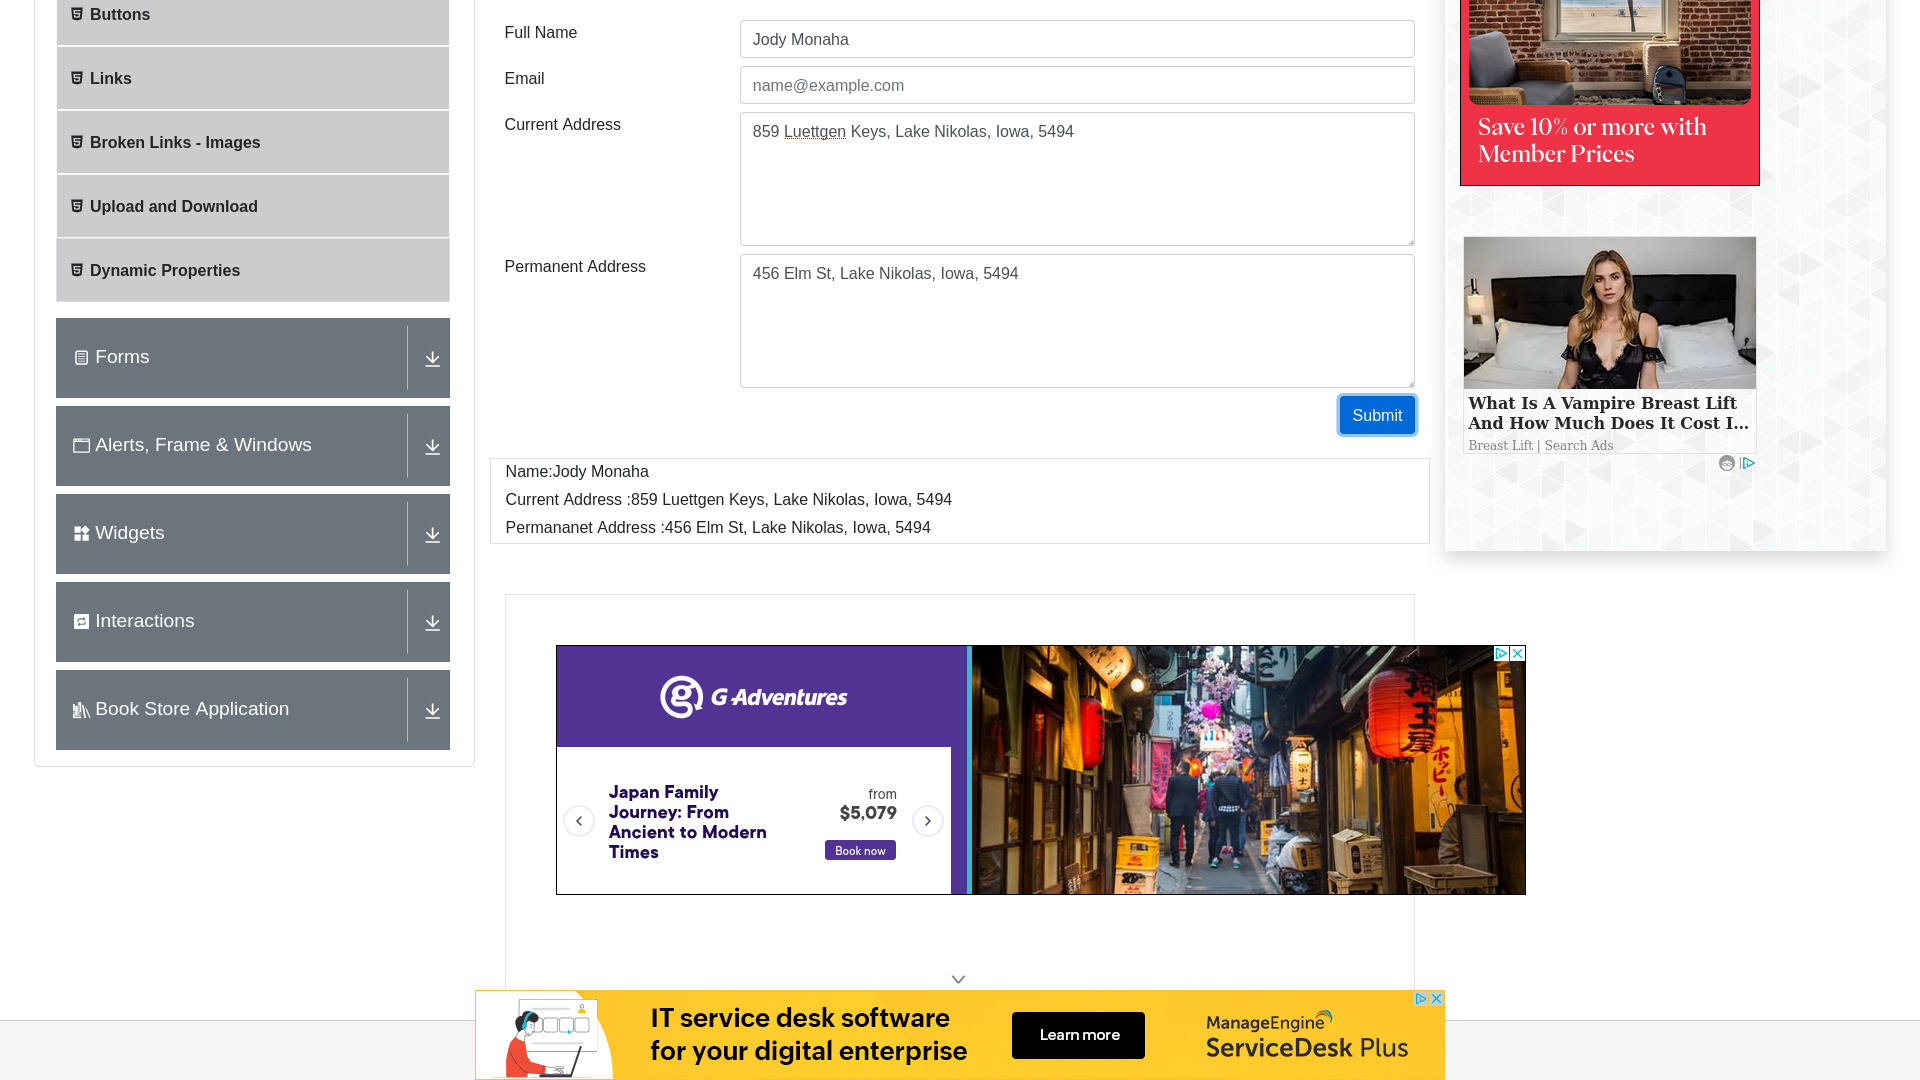 Buttons
Links
Broken Links - Images
Upload and Download
Dynamic Properties
Forms
Alerts, Frame & Windows
Widgets
Interactions
Book Store Application
Full Name
Jody Monaha
Email
name@example.com
Current Address
859 Luettgen Keys, Lake Nikolas, Iowa, 5494
Permanent Address
456 Elm St, Lake Nikolas, Iowa, 5494
Submit
Name:Jody Monaha
Current Address :859 Luettgen Keys, Lake Nikolas, Iowa, 5494
Permananet Address :456 Elm St, Lake Nikolas, Iowa, 5494
Save 10% or more with
Member Prices
What Is A Vampire Breast Lift
And How Much Does It Cost I...
Breast Lift | Search Ads
G Adventures
Japan Family
Journey: From
Ancient to Modern
Times
from
$5,079
Book now
IT service desk software
for your digital enterprise
Learn more
ManageEngine
ServiceDesk Plus